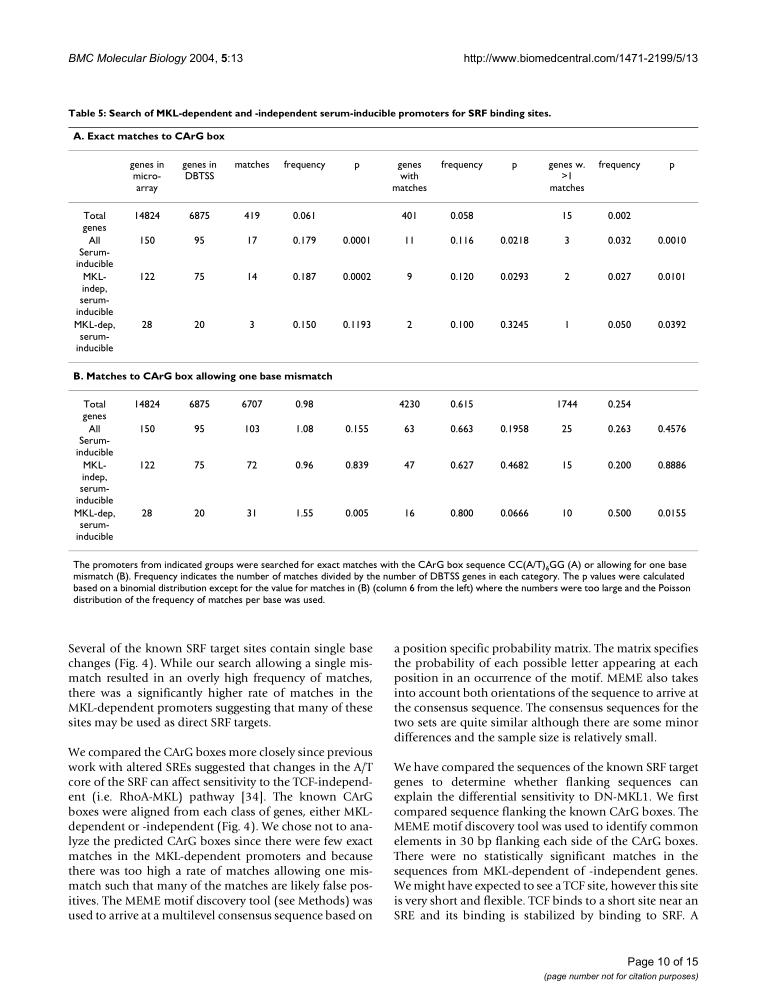 BMC Molecular Biology 2004, 5:13
http://www.biomedcentral.com/1471-2199/5/13
Table 5: Search of MKL-dependent and -independent serum-inducible promoters for SRF binding sites.
A. Exact matches to CArG box
genes in micro-array genes in DBTSS matches frequency p genes with matches frequency p genes w. >1 matches frequency p
Total genes 14824 6875 419 0.061 401 0.058 15 0.002
All Serum-inducible 150 95 17 0.179 0.0001 11 0.116 0.0218 3 0.032 0.0010
MKL-indep, serum-inducible 122 75 14 0.187 0.0002 9 0.120 0.0293 2 0.027 0.0101
MKL-dep, serum-inducible 28 20 3 0.150 0.1193 2 0.100 0.3245 1 0.050 0.0392
B. Matches to CArG box allowing one base mismatch
Total genes 14824 6875 6707 0.98 4230 0.615 1744 0.254
All Serum-inducible 150 95 103 1.08 0.155 63 0.663 0.1958 25 0.263 0.4576
MKL-indep, serum-inducible 122 75 72 0.96 0.839 47 0.627 0.4682 15 0.200 0.8886
MKL-dep, serum-inducible 28 20 31 1.55 0.005 16 0.800 0.0666 10 0.500 0.0155
The promoters from indicated groups were searched for exact matches with the CArG box sequence CC(A/T)6GG (A) or allowing for one base
mismatch (B). Frequency indicates the number of matches divided by the number of DBTSS genes in each category. The p values were calculated
based on a binomial distribution except for the value for matches in (B) (column 6 from the left) where the numbers were too large and the Poisson
distribution of the frequency of matches per base was used.
Several of the known SRF target sites contain single base
changes (Fig. 4). While our search allowing a single mis-
match resulted in an overly high frequency of matches,
there was a significantly higher rate of matches in the
MKL-dependent promoters suggesting that many of these
sites may be used as direct SRF targets.
We compared the CArG boxes more closely since previous
work with altered SREs suggested that changes in the A/T
core of the SRF can affect sensitivity to the TCF-independ-
ent (i.e. RhoA-MKL) pathway [34]. The known CArG
boxes were aligned from each class of genes, either MKL-
dependent or -independent (Fig. 4). We chose not to ana-
lyze the predicted CArG boxes since there were few exact
matches in the MKL-dependent promoters and because
there was too high a rate of matches allowing one mis-
match such that many of the matches are likely false pos-
itives. The MEME motif discovery tool (see Methods) was
used to arrive at a multilevel consensus sequence based on
a position specific probability matrix. The matrix specifies
the probability of each possible letter appearing at each
position in an occurrence of the motif. MEME also takes
into account both orientations of the sequence to arrive at
the consensus sequence. The consensus sequences for the
two sets are quite similar although there are some minor
differences and the sample size is relatively small.
We have compared the sequences of the known SRF target
genes to determine whether flanking sequences can
explain the differential sensitivity to DN-MKL1. We first
compared sequence flanking the known CArG boxes. The
MEME motif discovery tool was used to identify common
elements in 30 bp flanking each side of the CArG boxes.
There were no statistically significant matches in the
sequences from MKL-dependent of -independent genes.
We might have expected to see a TCF site, however this site
is very short and flexible. TCF binds to a short site near an
SRE and its binding is stabilized by binding to SRF. A
Page 10 of 15
(page number not for citation purposes)